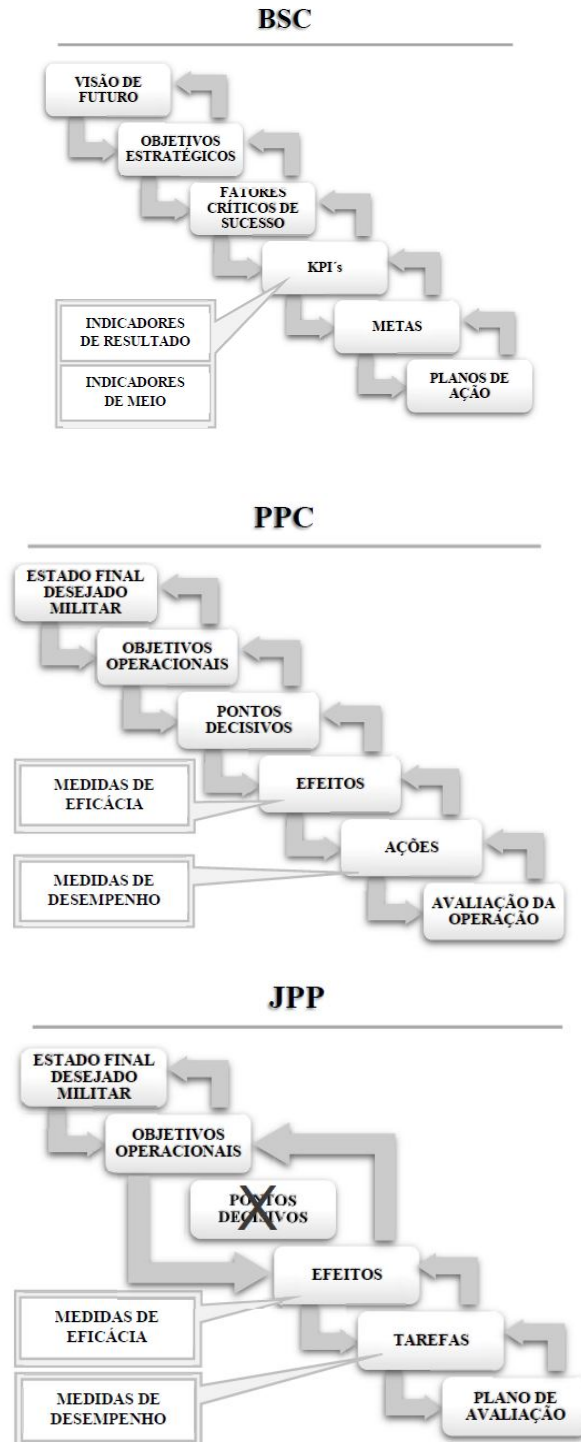 BSC
VISÃO DE
FUTURO
OBJETIVOS
ESTRATÉGICOS
FATORES
CRÍTICOS DE
SUCESSO
KPI´s
INDICADORES
DE RESULTADO
METAS
INDICADORES
DE MEIO
PLANOS DE
AÇÃO
PPC
ESTADO FINAL
DESEJADO
MILITAR
OBJETIVOS
OPERACIONAIS
PONTOS
DECISIVOS
EFEITOS
MEDIDAS DE
EFICÁCIA
AÇÕES
MEDIDAS DE
DESEMPENHO
AVALIAÇÃO DA
OPERAÇÃO
JPP
ESTADO FINAL
DESEJADO
MILITAR
OBJETIVOS
OPERACIONAIS
PONTOS
DECISIVOS
EFEITOS
MEDIDAS DE
EFICÁCIA
TAREFAS
MEDIDAS DE
DESEMPENHO
PLANO DE
AVALIAÇÃO